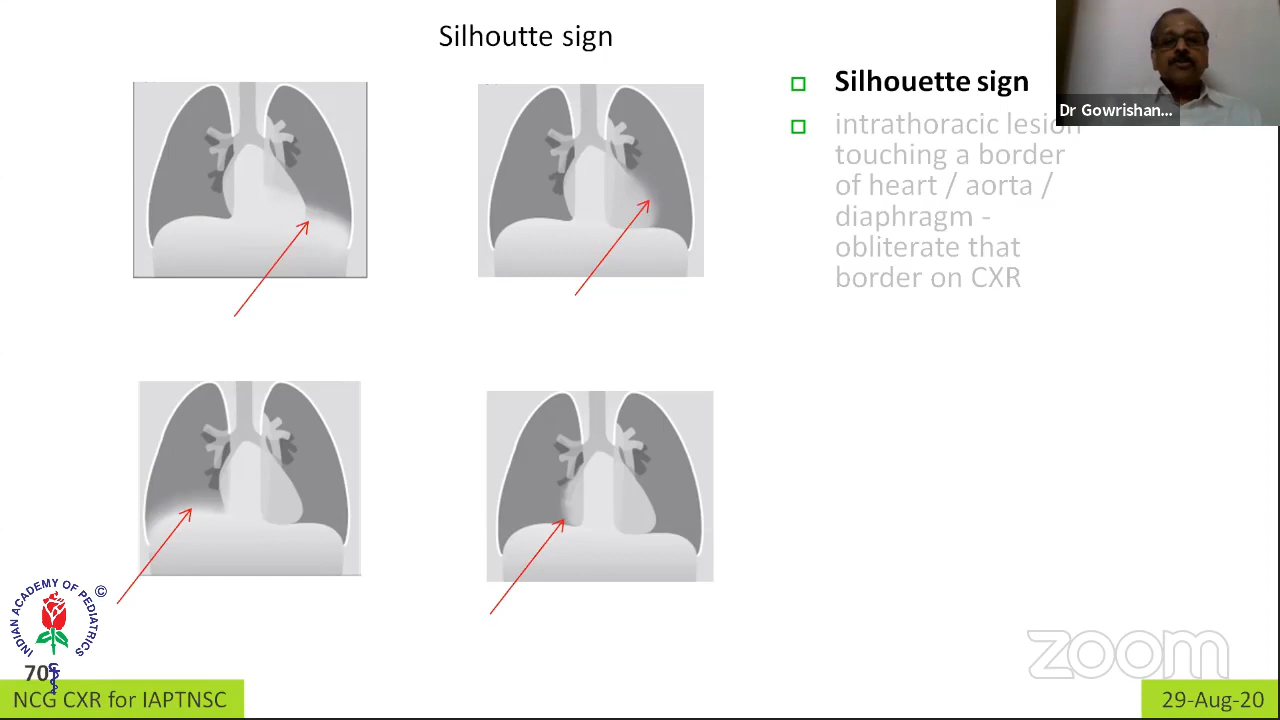 Silhoutte sign
Silhouette sign
intrathoracic lesion
touching a border
of heart / aorta /
diaphragm -
obliterate that
border on CXR
Dr Gowrishan...
INDIAN ACADEMY OF PEDIATRICS
©
70
NCG CXR for IAPTNSC
zoom
29-Aug-20